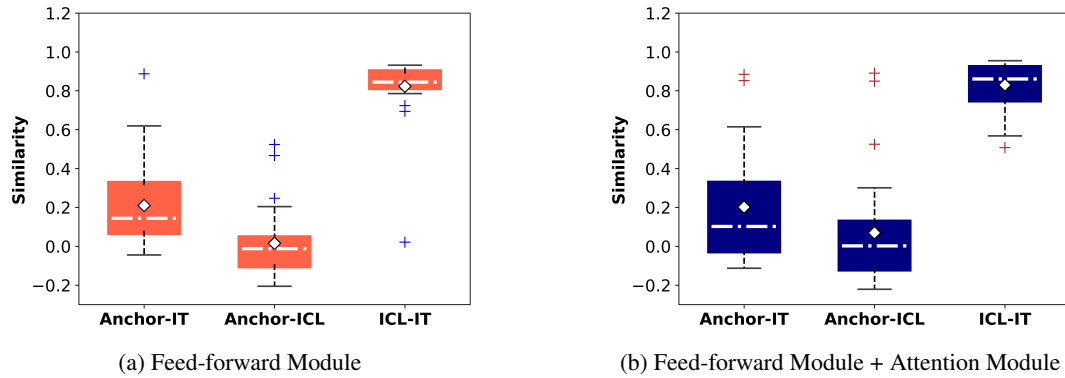 1.2
1.0
0.8
0.6
0.4
0.2
0.0
−0.2
Similarity
Anchor-IT Anchor-ICL ICL-IT
(a) Feed-forward Module
1.2
1.0
0.8
0.6
0.4
0.2
0.0
−0.2
Similarity
Anchor-IT Anchor-ICL ICL-IT
(b) Feed-forward Module + Attention Module